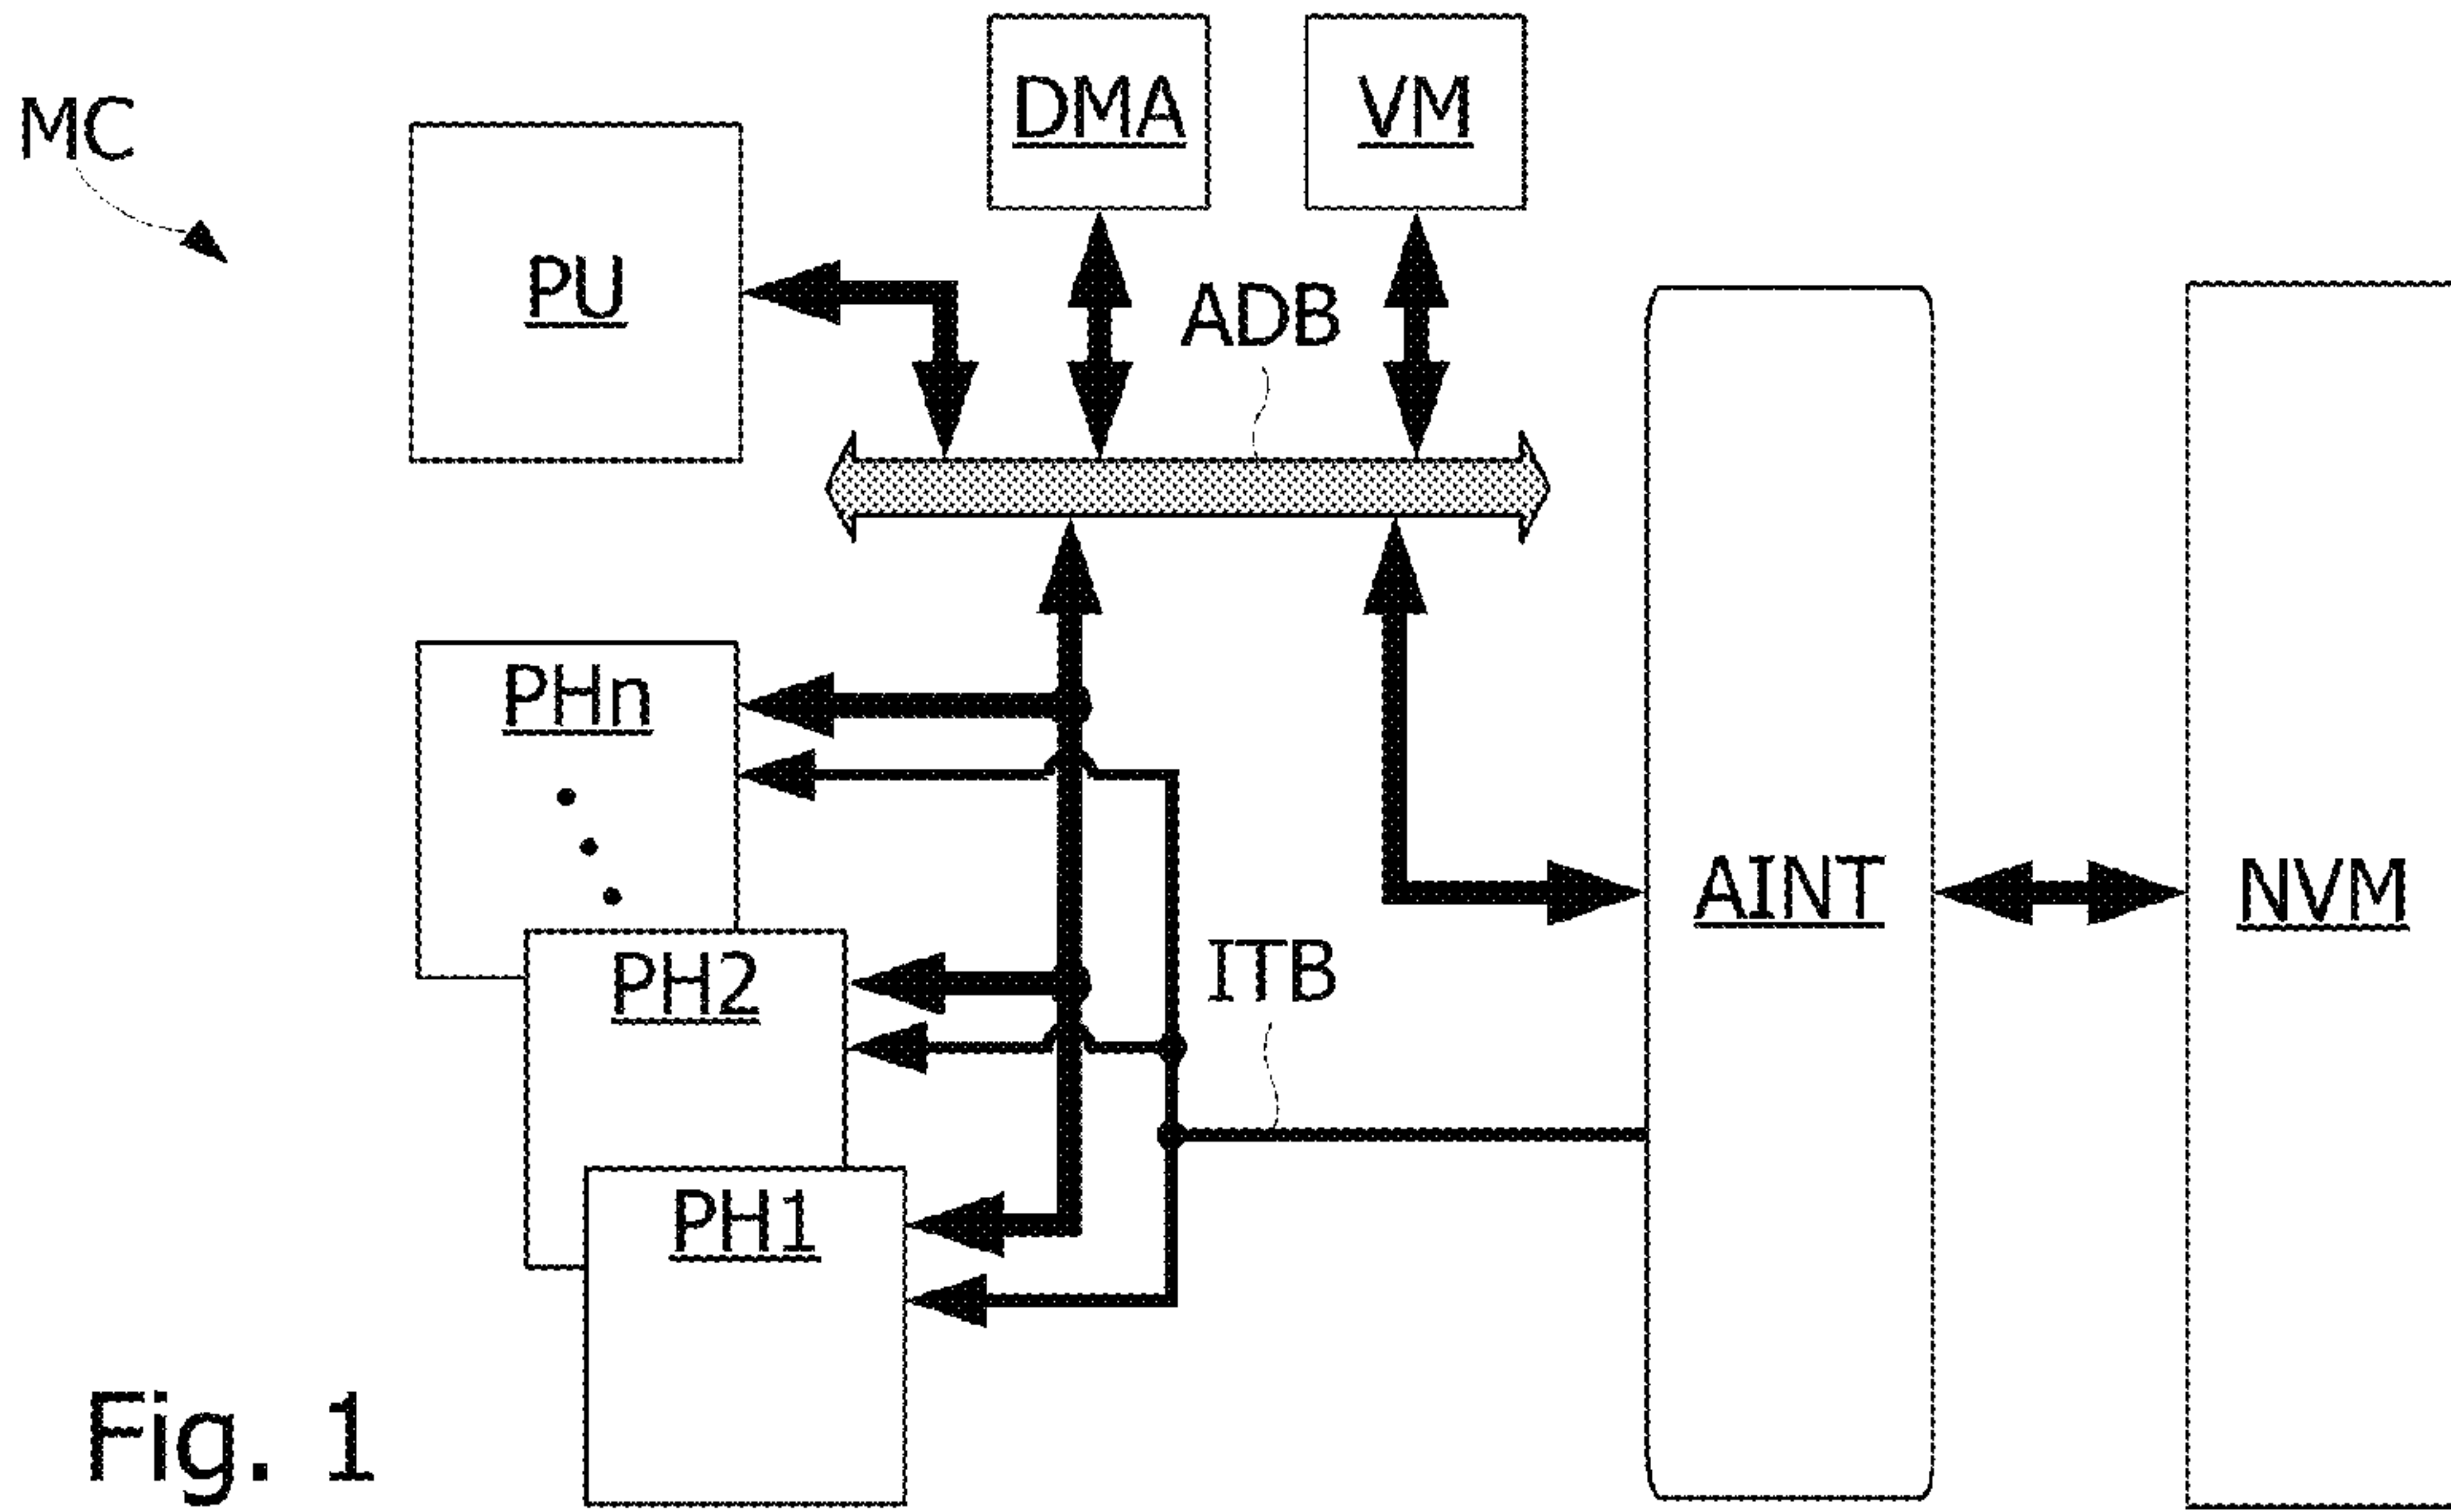 MC
DMA
VM
PU
ADB
PHn
AINT
NVM
PH2
ITB
PH1
Fig. 1